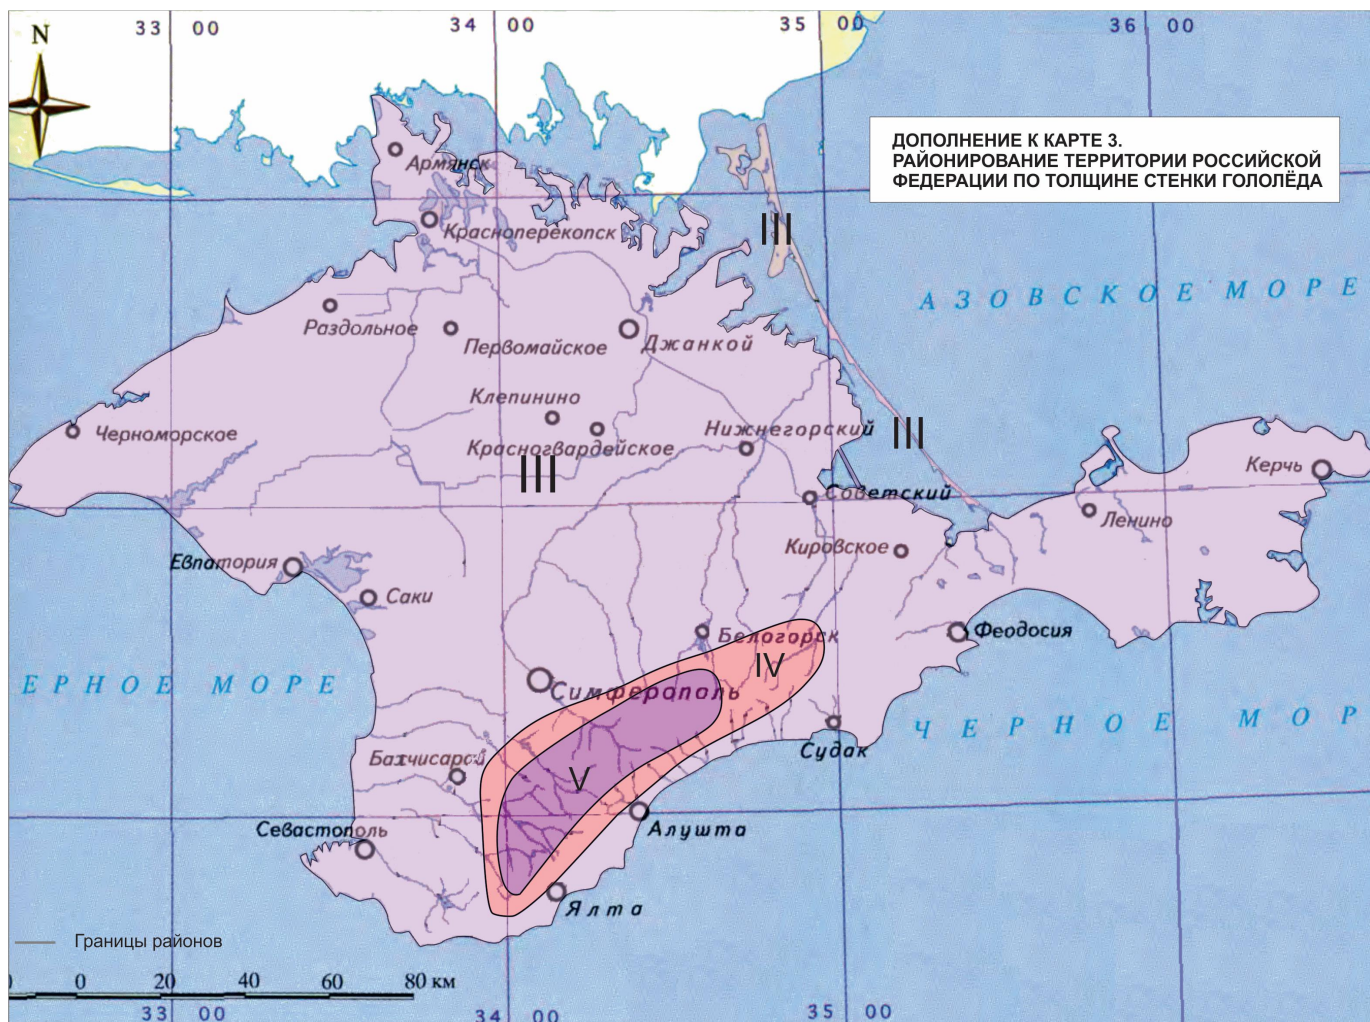 33 00
34 00
35 00
36 00
N
ДОПОЛНЕНИЕ К КАРТЕ 3.
РАЙОНИРОВАНИЕ ТЕРРИТОРИИ РОССИЙСКОЙ
ФЕДЕРАЦИИ ПО ТОЛЩИНЕ СТЕНКИ ГОЛОЛЁДА
Армянск
Красноперекопск
III
АЗОВСКОЕ МОРЕ
Раздольное
Первомайское
Джанкой
Клепинино
Черноморское
Красногвардейское
Нижнегорский
III
III
Керчь
Советский
Ленино
Евпатория
Кировское
Саки
Белогорск
Феодосия
IV
ЕРНОЕ МОРЕ
Симферополь
ЧЕРНОЕ МОР
Судак
Бахчисарай
V
Севастополь
Алушта
Ялта
Границы районов
0 20 40 60 80 км
33 00
34 00
35 00